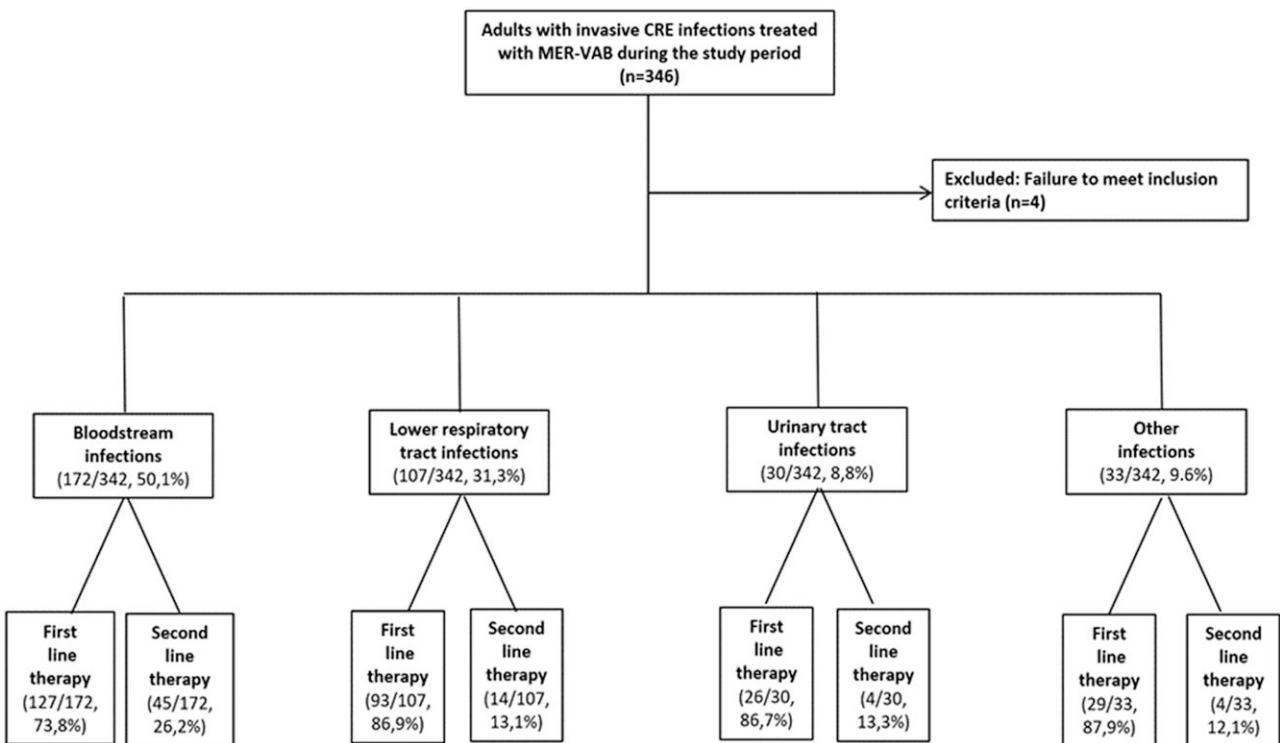 Adults with invasive CRE infections treated
with MER-VAB during the study period
(n=346)
Excluded: Failure to meet inclusion
criteria (n=4)
Bloodstream
infections
(172/342, 50,1%)
Lower respiratory
tract infections
(107/342, 31,3%)
Urinary tract
infections
(30/342, 8,8%)
Other
infections
(33/342, 9.6%)
First
line
therapy
(127/172,
73,8%)
Second
line
therapy
(45/172,
26,2%)
First
line
therapy
(93/107,
86,9%)
Second
line
therapy
(14/107,
13,1%)
First
line
therapy
(26/30,
86,7%)
Second
line
therapy
(4/30,
13,3%)
First
line
therapy
(29/33,
87,9%)
Second
line
therapy
(4/33,
12,1%)